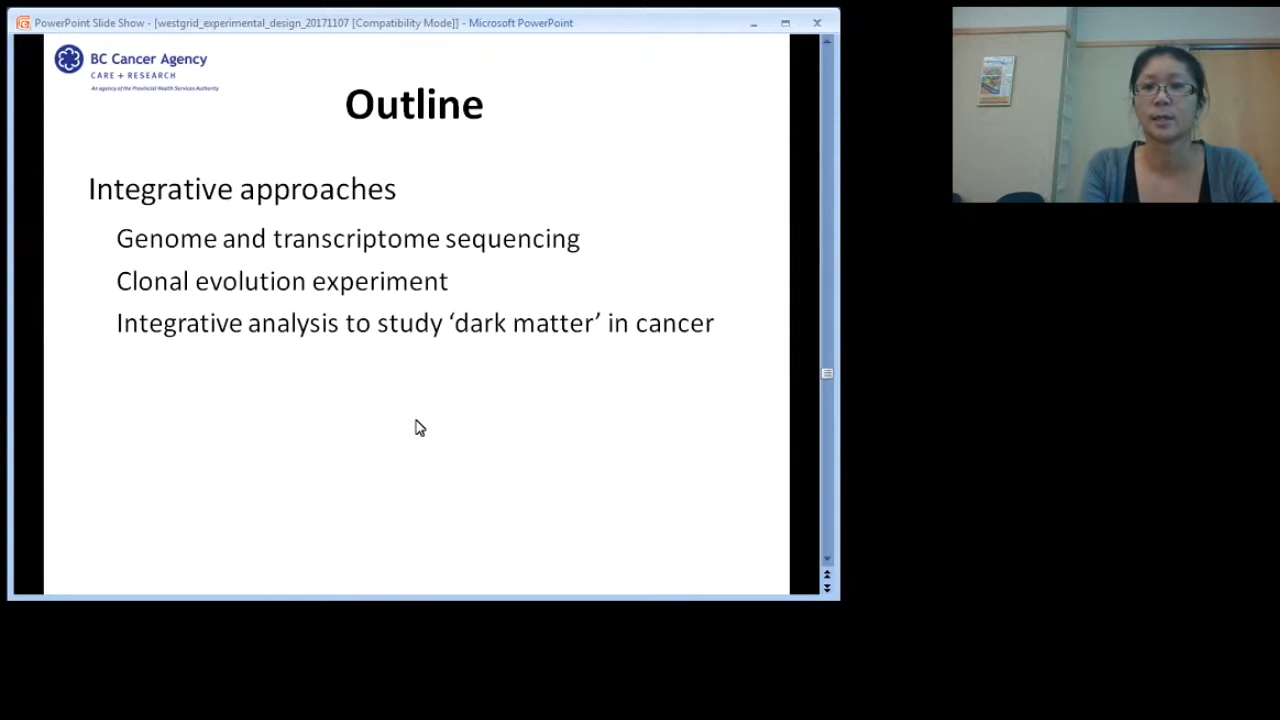 PowerPoint Slide Show - [westgrid_experimental_design_20171107 [Compatibility Mode]] - Microsoft PowerPoint
BC Cancer Agency
CARE + RESEARCH
An agency of the Provincial Health Services Authority
Outline
Integrative approaches
Genome and transcriptome sequencing
Clonal evolution experiment
Integrative analysis to study ‘dark matter’ in cancer